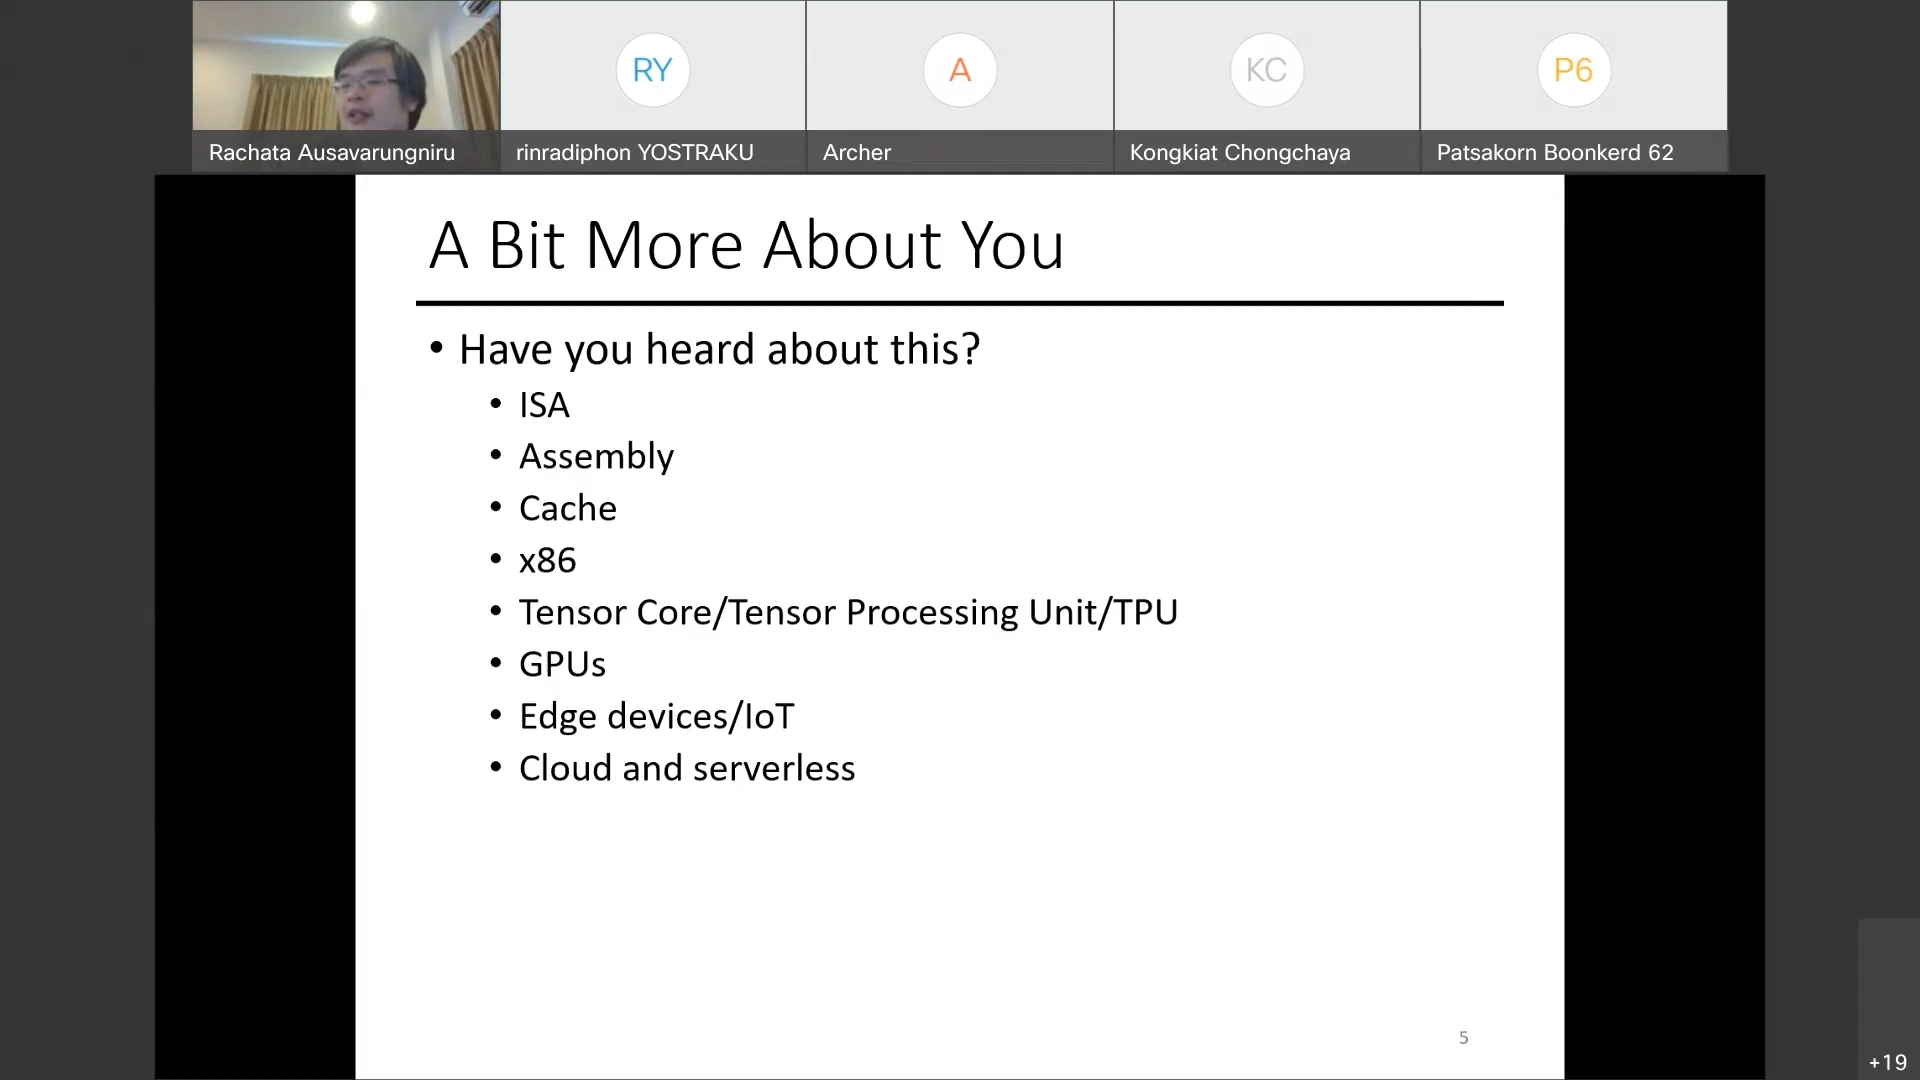 RY
A
KC
P6
Rachata Ausavarungniru
rinradiphon YOSTRAKU
Archer
Kongkiat Chongchaya
Patsakorn Boonkerd 62
A Bit More About You
• Have you heard about this?
• ISA
• Assembly
• Cache
• x86
• Tensor Core/Tensor Processing Unit/TPU
• GPUs
• Edge devices/IoT
• Cloud and serverless
5
+19